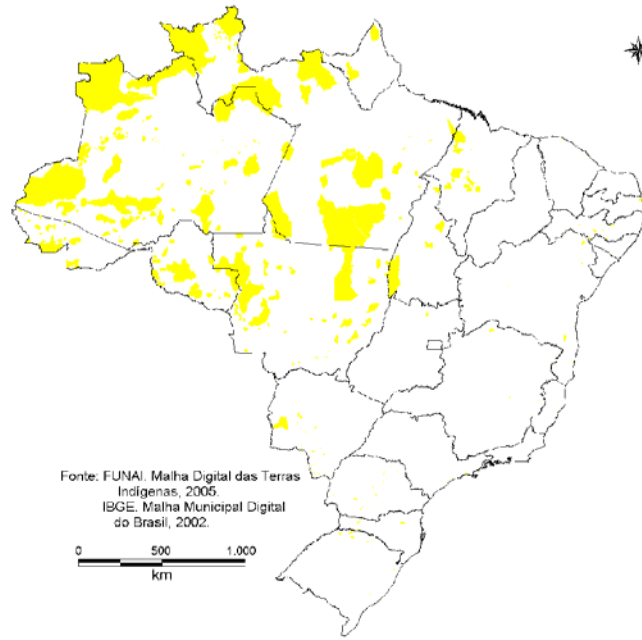 Fonte: FUNAI. Malha Digital das Terras
Indígenas, 2005.
IBGE. Malha Municipal Digital
do Brasil, 2002.
0 500 1.000
km